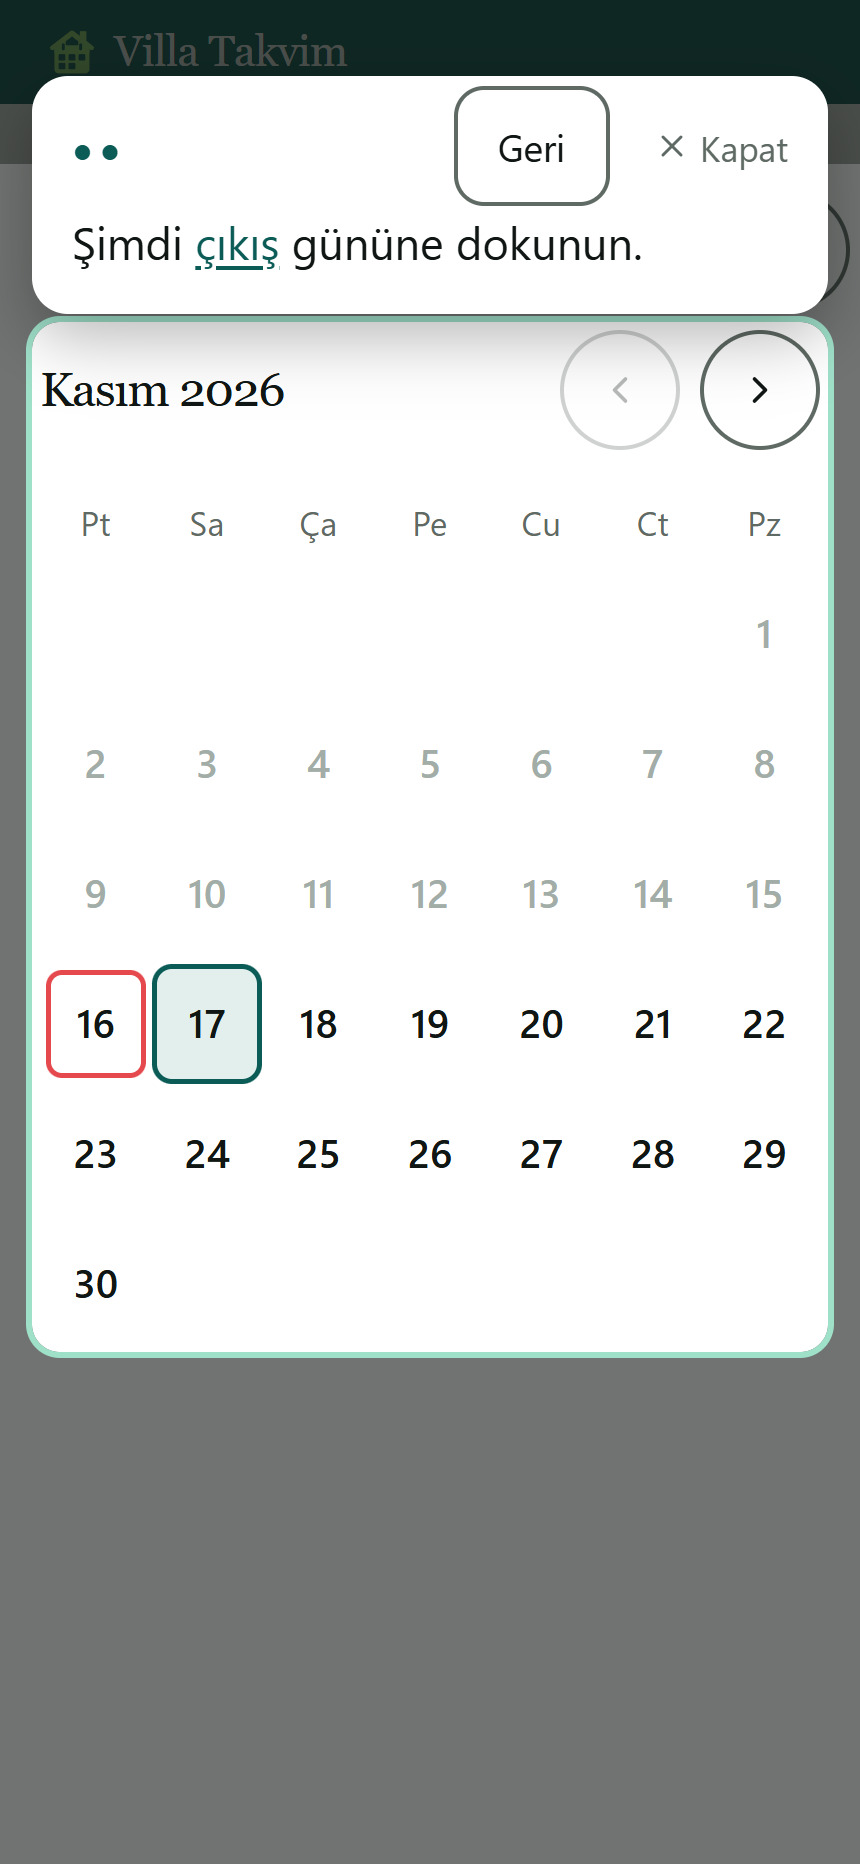 Villa Takvim
Geri
Kapat
Şimdi çıkış gününe dokunun.
Kasım 2026
Pt Sa Ça Pe Cu Ct Pz
1
2 3 4 5 6 7 8
9 10 11 12 13 14 15
16 17 18 19 20 21 22
23 24 25 26 27 28 29
30